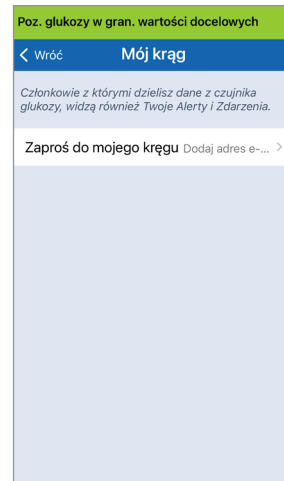 Poz. glukozy w gran. wartości docelowych
Wróć Mój krąg
Członkowie z którymi dzielisz dane z czujnika
glukozy, widzą również Twoje Alerty i Zdarzenia.
Zaproś do mojego kręgu Dodaj adres e-...